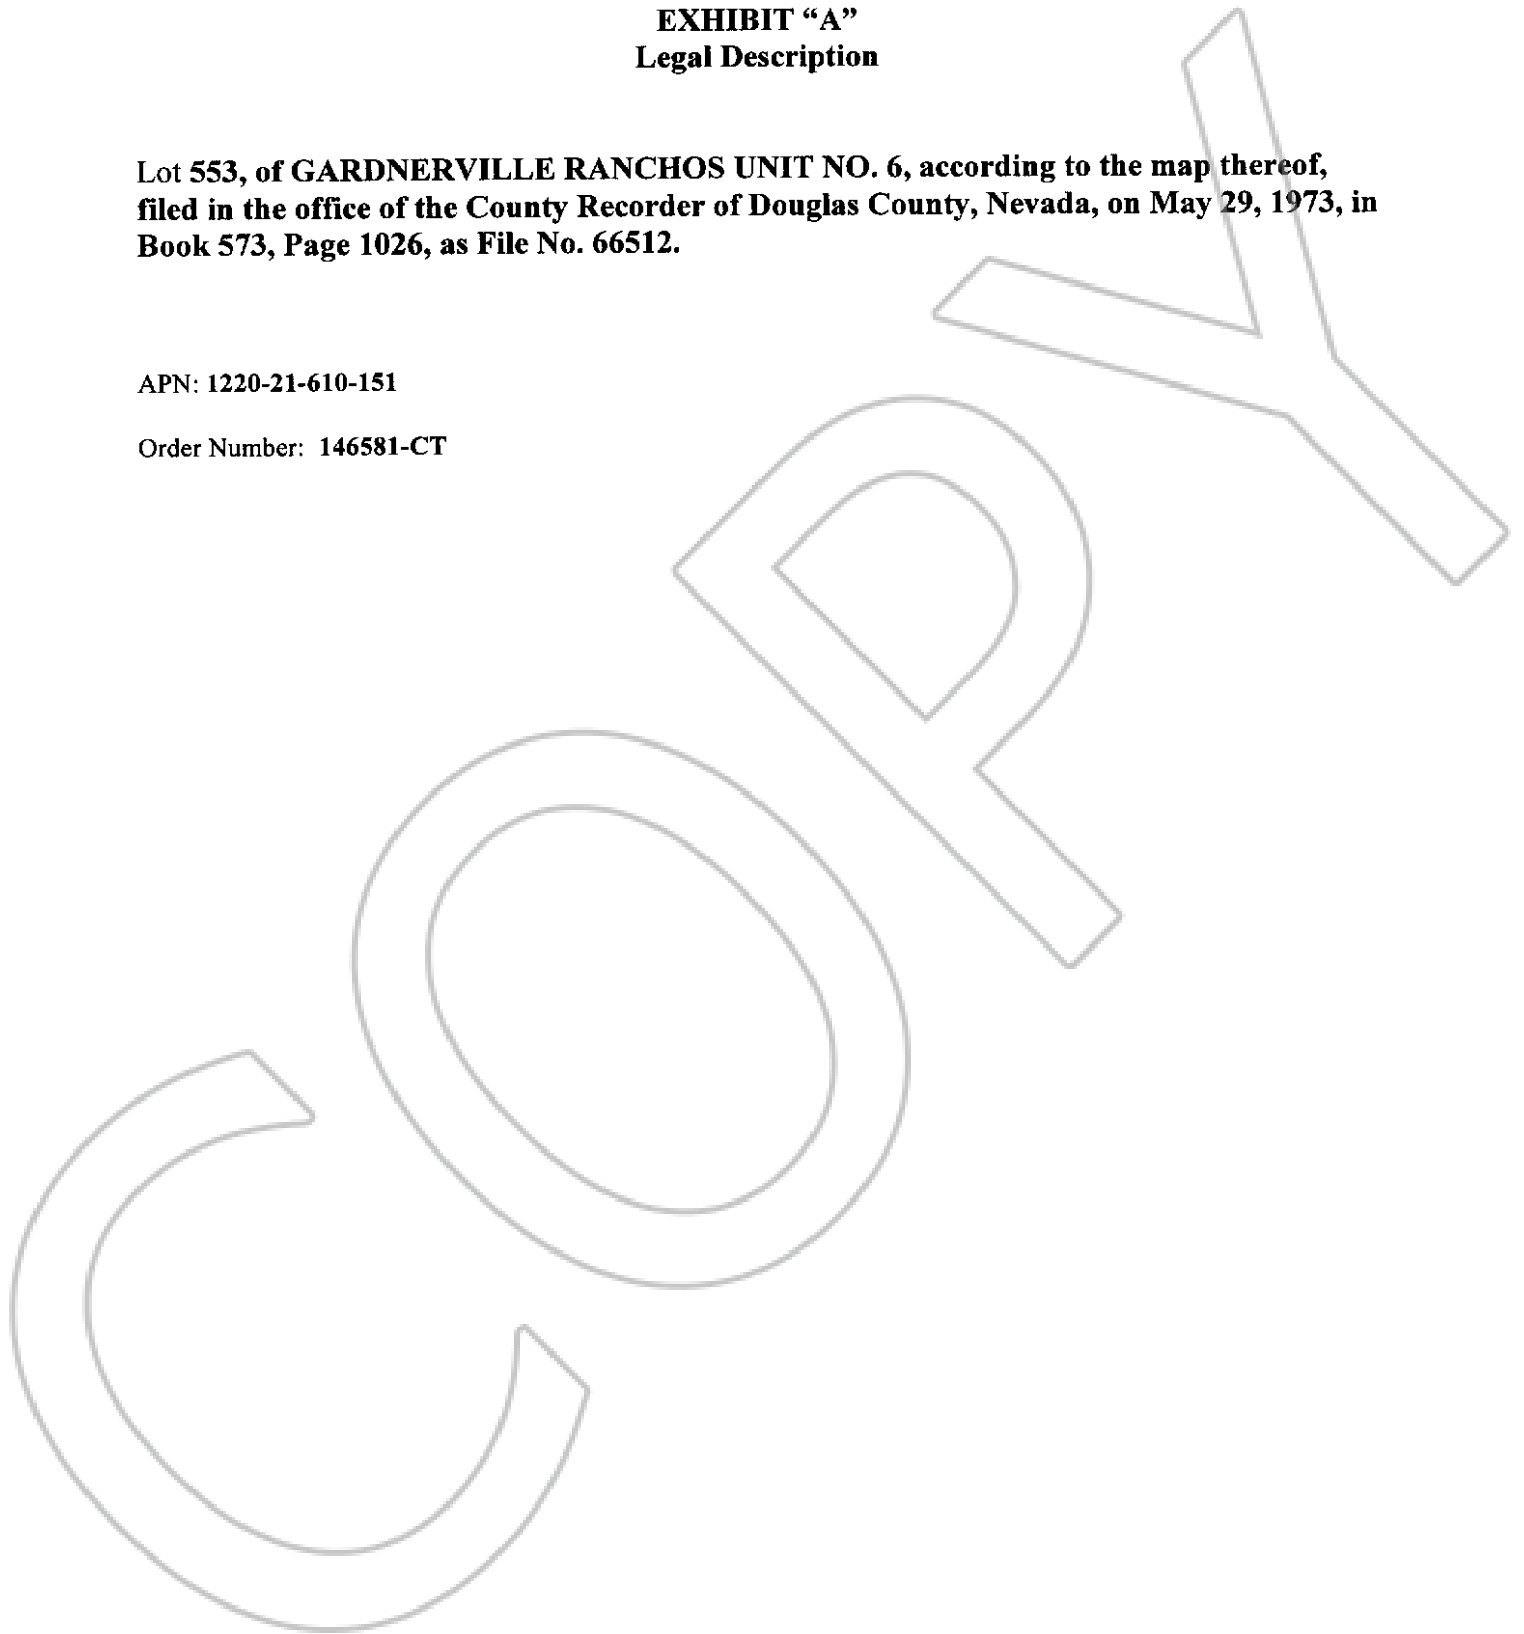 EXHIBIT “A”
Legal Description
Lot 553, of GARDNERVILLE RANCHOS UNIT NO. 6, according to the map thereof,
filed in the office of the County Recorder of Douglas County, Nevada, on May 29, 1973, in
Book 573, Page 1026, as File No. 66512.
APN: 1220-21-610-151
Order Number: 146581-CT
COPY